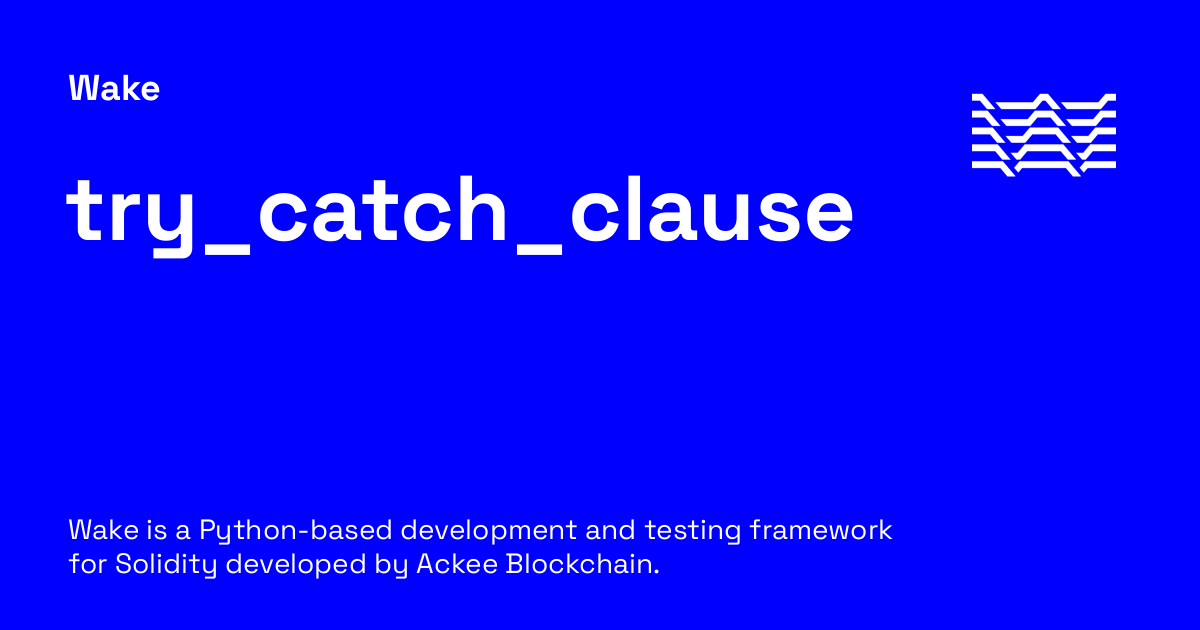 Wake
try_catch_clause
Wake is a Python-based development and testing framework
for Solidity developed by Ackee Blockchain.